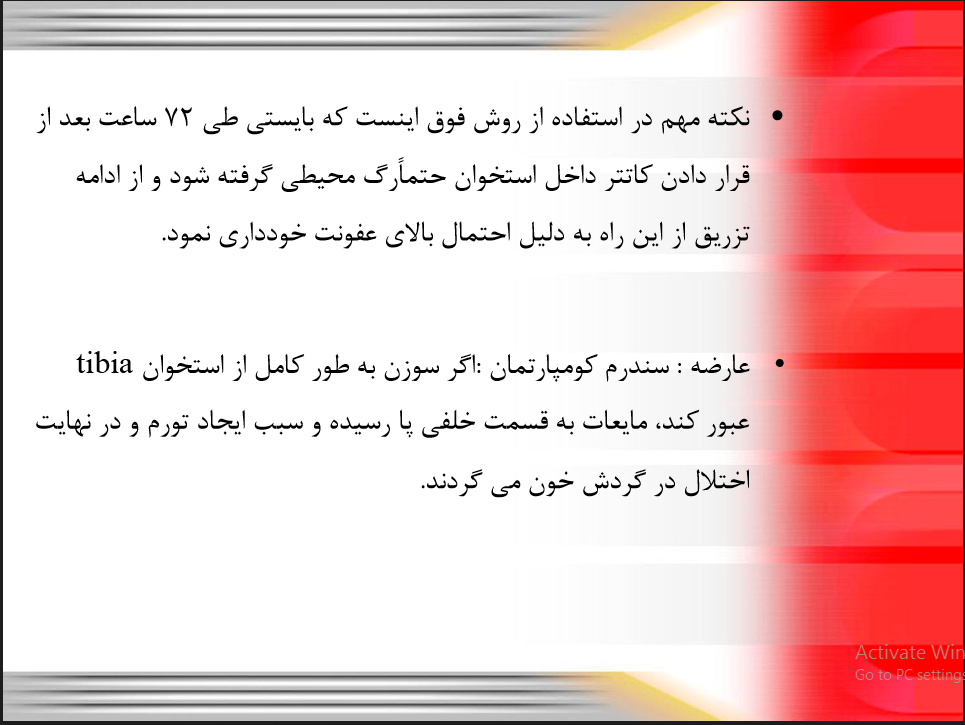 • نکته مهم در استفاده از روش فوق اینست که بایستی طی ۷۲ ساعت بعد از
قرار دادن کاتتر داخل استخوان حتماًرگ محیطی گرفته شود و از ادامه
تزریق از این راه به دلیل احتمال بالای عفونت خودداری نمود.
• عارضه : سندرم کومپارتمان :اگر سوزن به طور کامل از استخوان tibia
عبور کند، مایعات به قسمت خلفی پا رسیده و سبب ایجاد تورم و در نهایت
اختلال در گردش خون می گردند.
Activate Win
Go to PC settings